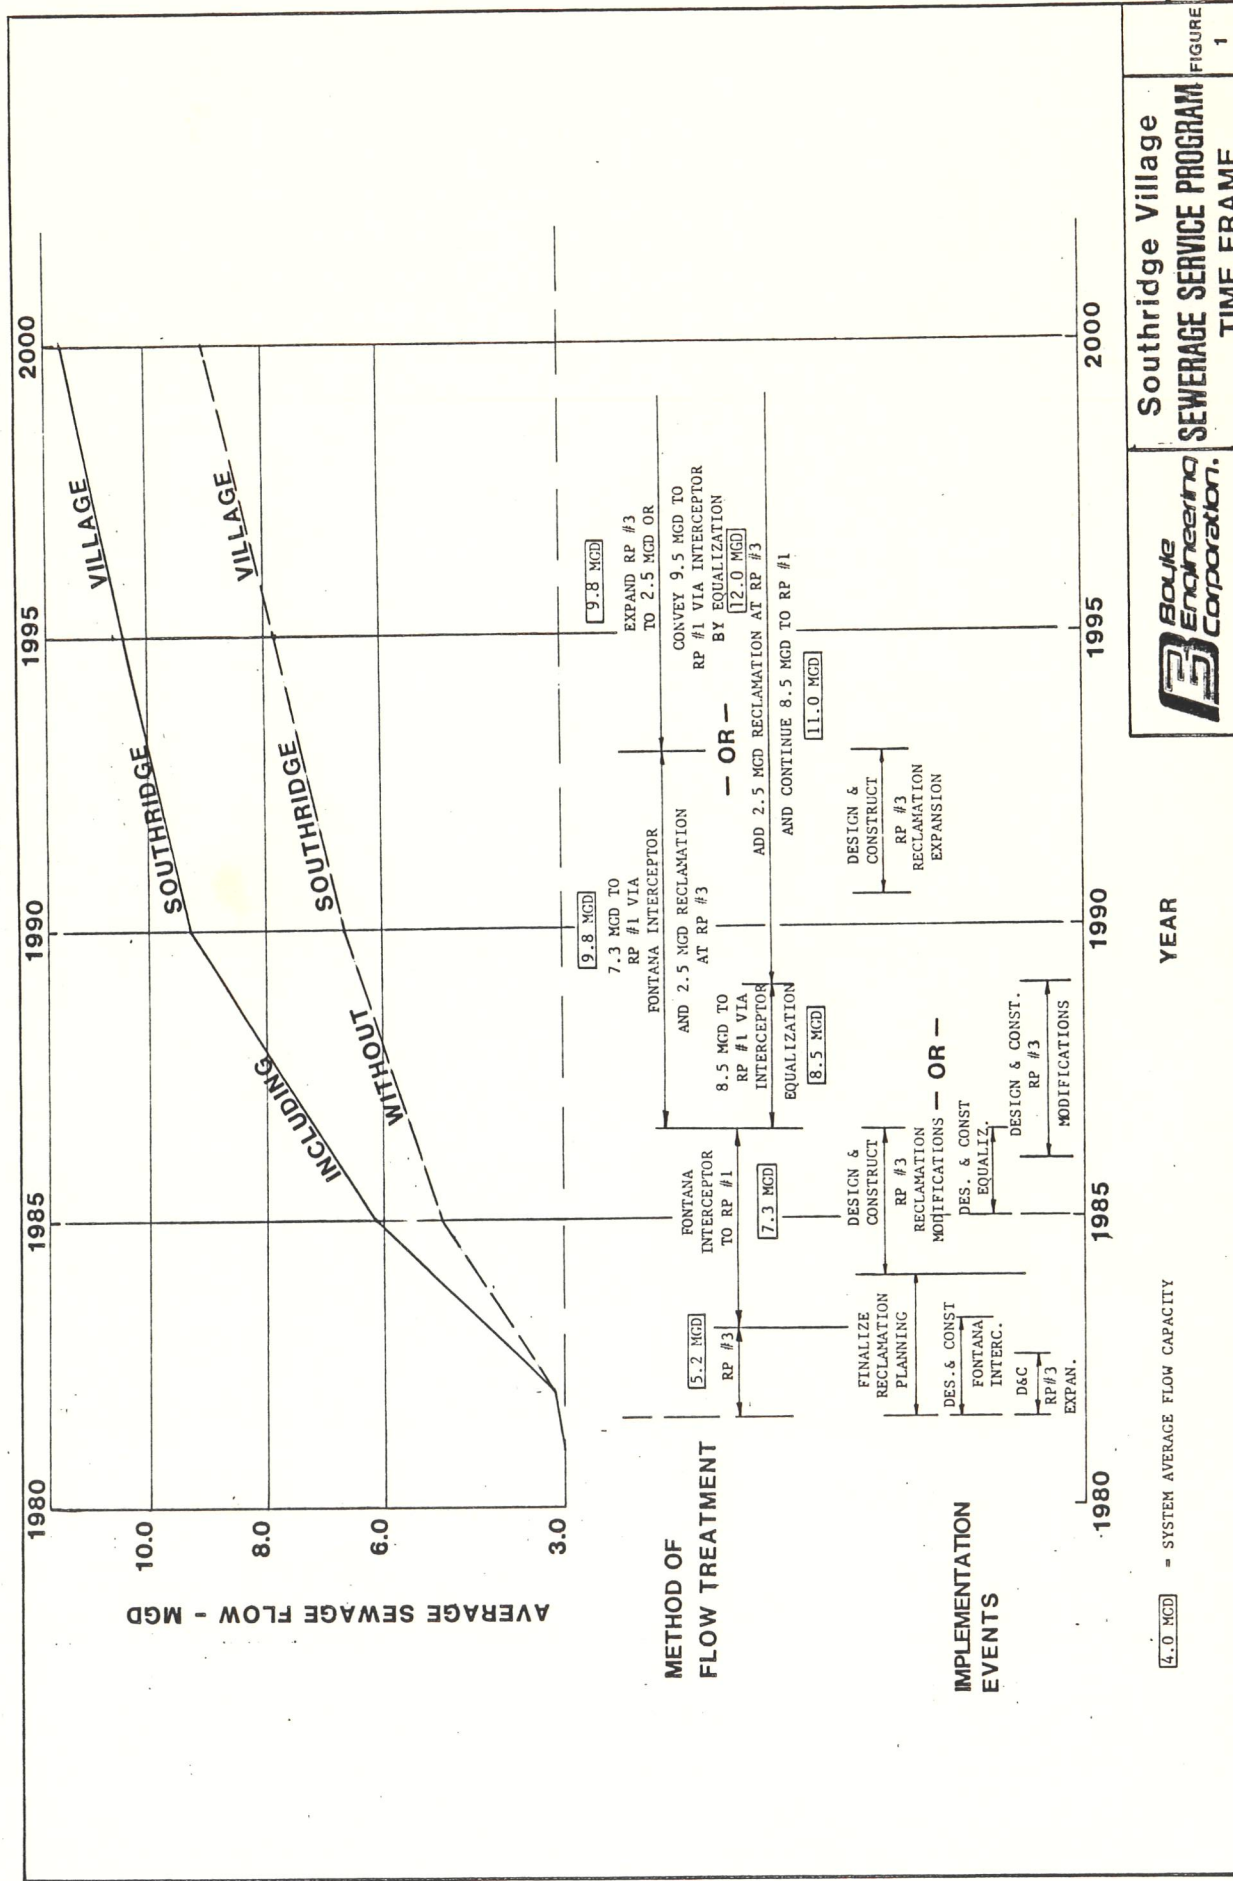 1980
1985
1990
1995
2000
10.0
8.0
6.0
3.0
AVERAGE SEWAGE FLOW - MGD
INCLUDING
SOUTHRIDGE
VILLAGE
WITHOUT
SOUTHRIDGE
VILLAGE
METHOD OF
FLOW TREATMENT
5.2 MGD
RP #3
FONTANA
INTERCEPTOR
TO RP #1
7.3 MGD
9.8 MGD
7.3 MGD TO
RP #1 VIA
FONTANA INTERCEPTOR
AND 2.5 MGD RECLAMATION
AT RP #3
9.8 MGD
EXPAND RP #3
TO 2.5 MGD OR
CONVEY 9.5 MGD TO
RP #1 VIA INTERCEPTOR
BY EQUALIZATION
12.0 MGD
— OR —
8.5 MGD TO
RP #1 VIA
INTERCEPTOR
EQUALIZATION
8.5 MGD
ADD 2.5 MGD RECLAMATION AT RP #3
AND CONTINUE 8.5 MGD TO RP #1
11.0 MGD
IMPLEMENTATION
EVENTS
FINALIZE
RECLAMATION
PLANNING
DES.& CONST
FONTANA
INTERC.
D&C
RP#3
EXPAN.
DESIGN &
CONSTRUCT
RP #3
RECLAMATION
MODIFICATIONS
— OR —
DES. & CONST
EQUALIZ.
DESIGN & CONST.
RP #3
MODIFICATIONS
DESIGN &
CONSTRUCT
RP #3
RECLAMATION
EXPANSION
1980
1985
1990
1995
2000
YEAR
4.0 MGD = SYSTEM AVERAGE FLOW CAPACITY
Boyle
Engineering
Corporation.
Southridge Village
SEWERAGE SERVICE PROGRAM
TIME FRAME
FIGURE
1